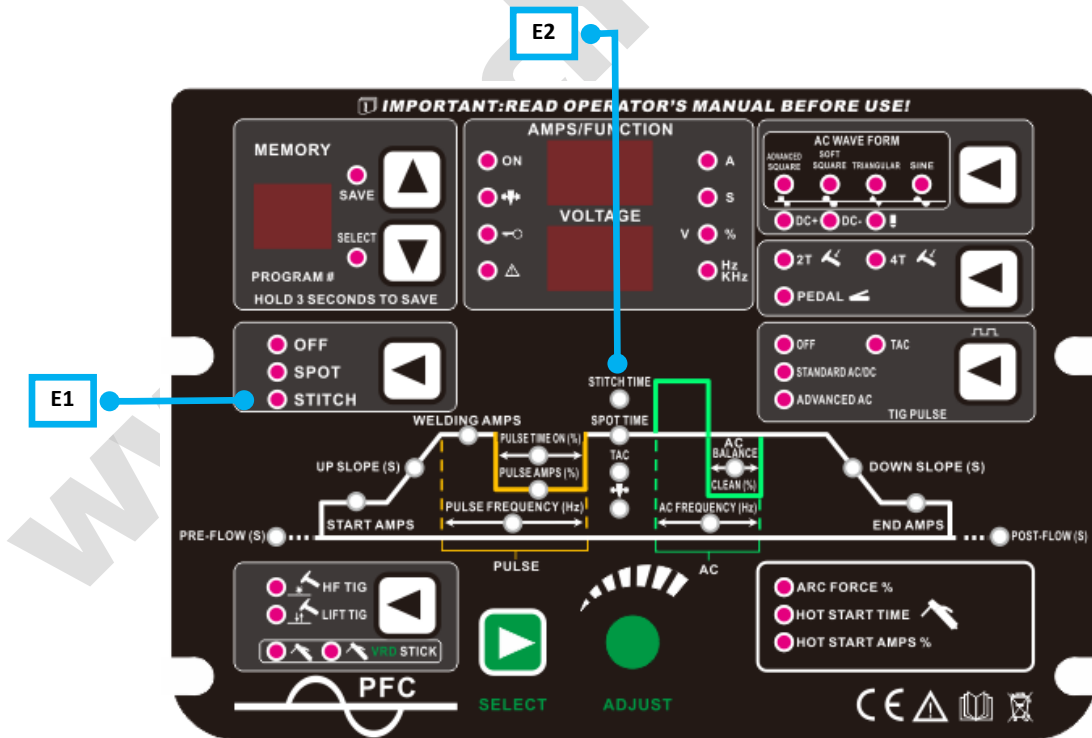 E2
E1
IMPORTANT:READ OPERATOR'S MANUAL BEFORE USE!
MEMORY
SAVE
SELECT
PROGRAM #
HOLD 3 SECONDS TO SAVE
AMPS/FUNCTION
ON
A
S
VOLTAGE
V %
Hz
KHz
AC WAVE FORM
ADVANCED SQUARE
SOFT SQUARE
TRIANGULAR
SINE
DC+ DC-
2T 4T
PEDAL
OFF
SPOT
STITCH
OFF TAC
STANDARD AC/DC
ADVANCED AC
TIG PULSE
STITCH TIME
WELDING AMPS
SPOT TIME
PULSE TIME ON (%)
TAC
AC
BALANCE
UP SLOPE (S)
PULSE AMPS (%)
CLEAN (%)
DOWN SLOPE (S)
START AMPS
PULSE FREQUENCY (Hz)
AC FREQUENCY (Hz)
END AMPS
PRE-FLOW (S)
POST-FLOW (S)
PULSE
AC
HF TIG
LIFT TIG
VRD STICK
PFC
SELECT
ADJUST
ARC FORCE %
HOT START TIME
HOT START AMPS %
CE